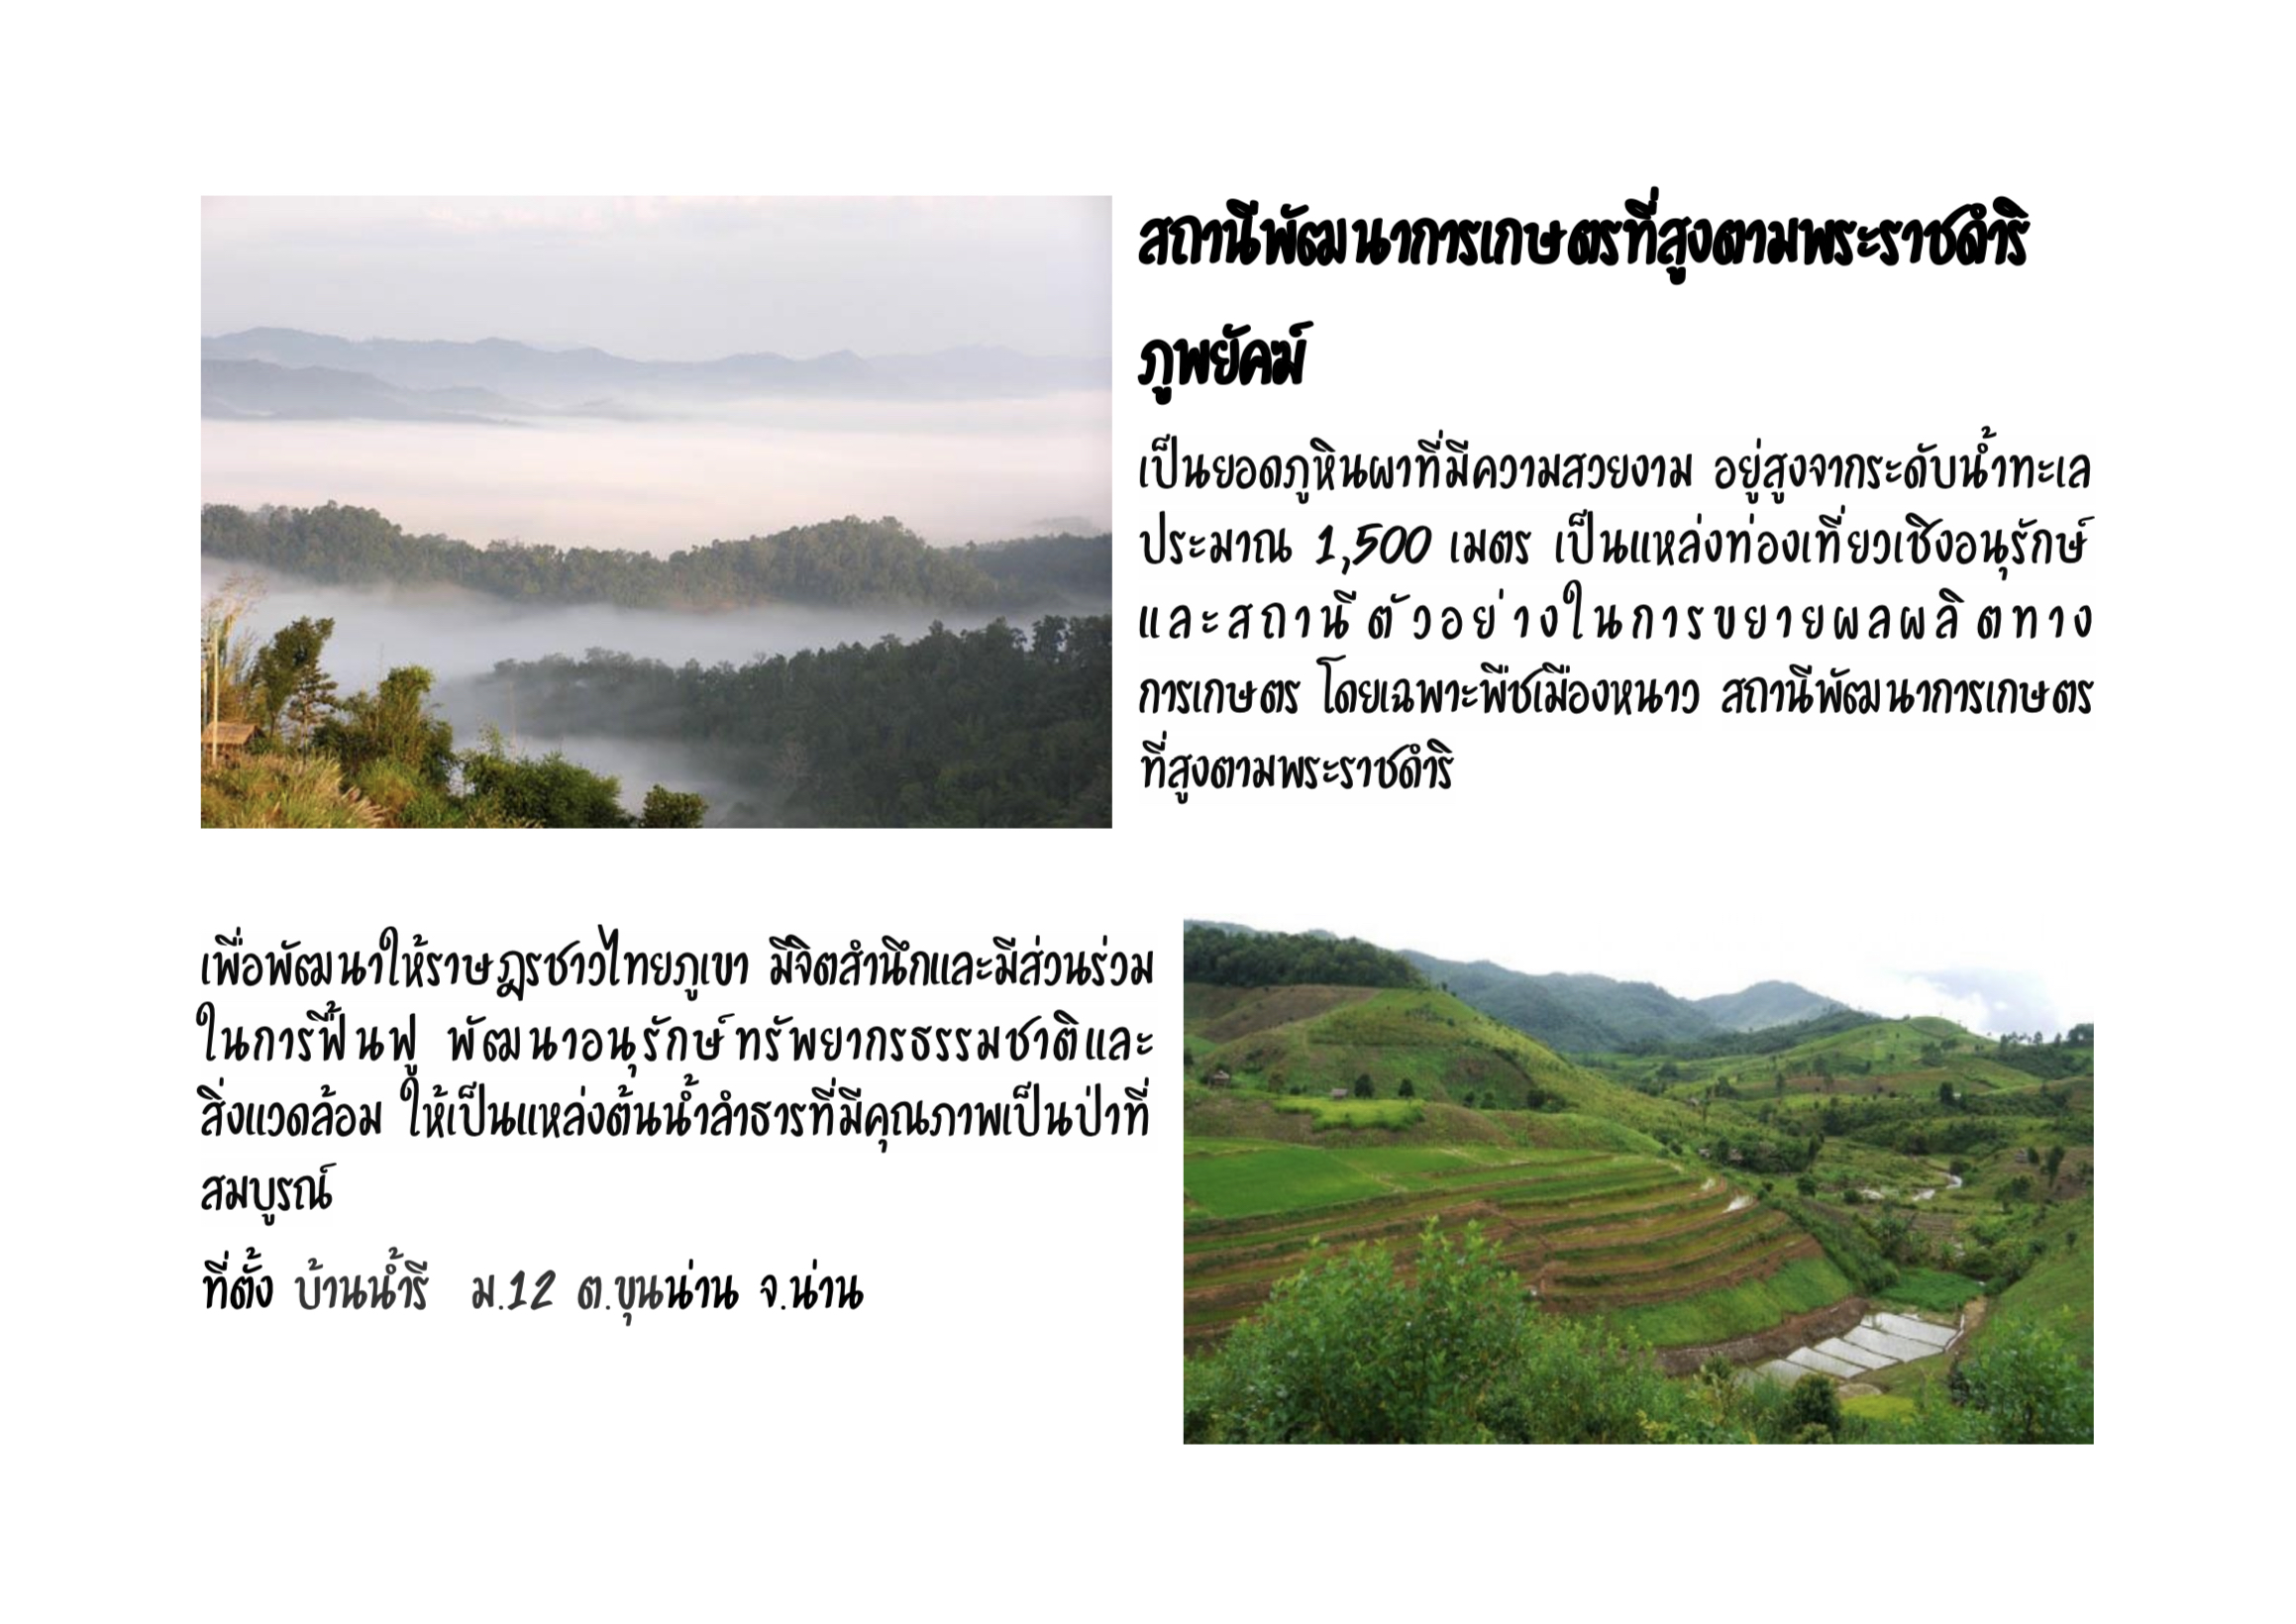 สถานีพัฒนาการเกษตรที่สูงตามพระราชดำริ
ภูพยัคฆ์
เป็นยอดภูหินผาที่มีความสวยงาม อยู่สูงจากระดับน้ำทะเล
ประมาณ 1,500 เมตร เป็นแหล่งท่องเที่ยวเชิงอนุรักษ์
และสถานีตัวอย่างในการขยายผลผลิตทาง
การเกษตร โดยเฉพาะพืชเมืองหนาว สถานีพัฒนาการเกษตร
ที่สูงตามพระราชดำริ
เพื่อพัฒนาให้ราษฎรชาวไทยภูเขา มีจิตสำนึกและมีส่วนร่วม
ในการฟื้นฟู พัฒนาอนุรักษ์ทรัพยากรธรรมชาติและ
สิ่งแวดล้อม ให้เป็นแหล่งต้นน้ำลำธารที่มีคุณภาพเป็นป่าที่
สมบูรณ์
ที่ตั้ง บ้านน้ำรี ม.12 ต.ขุนน่าน จ.น่าน